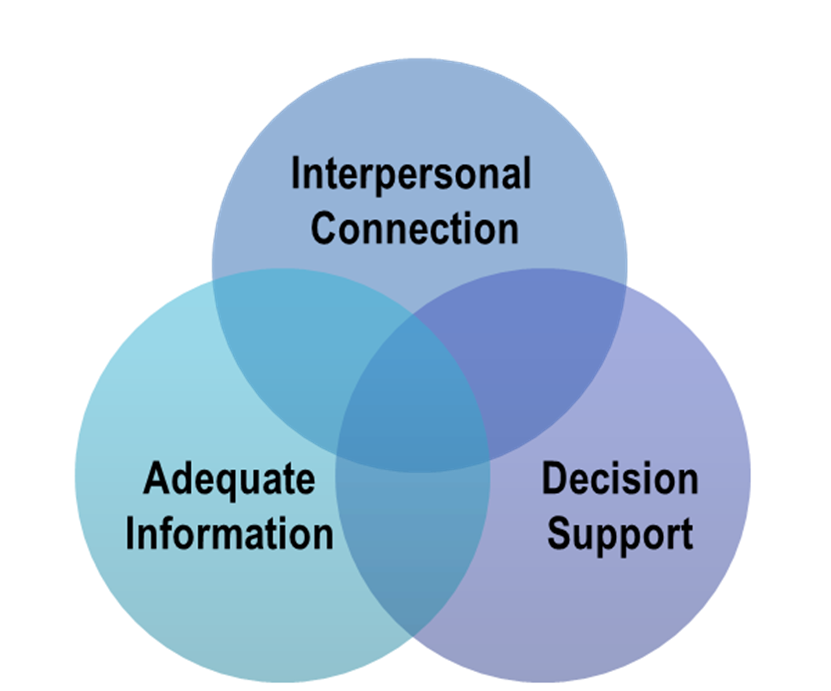 Interpersonal
Connection
Adequate
Information
Decision
Support